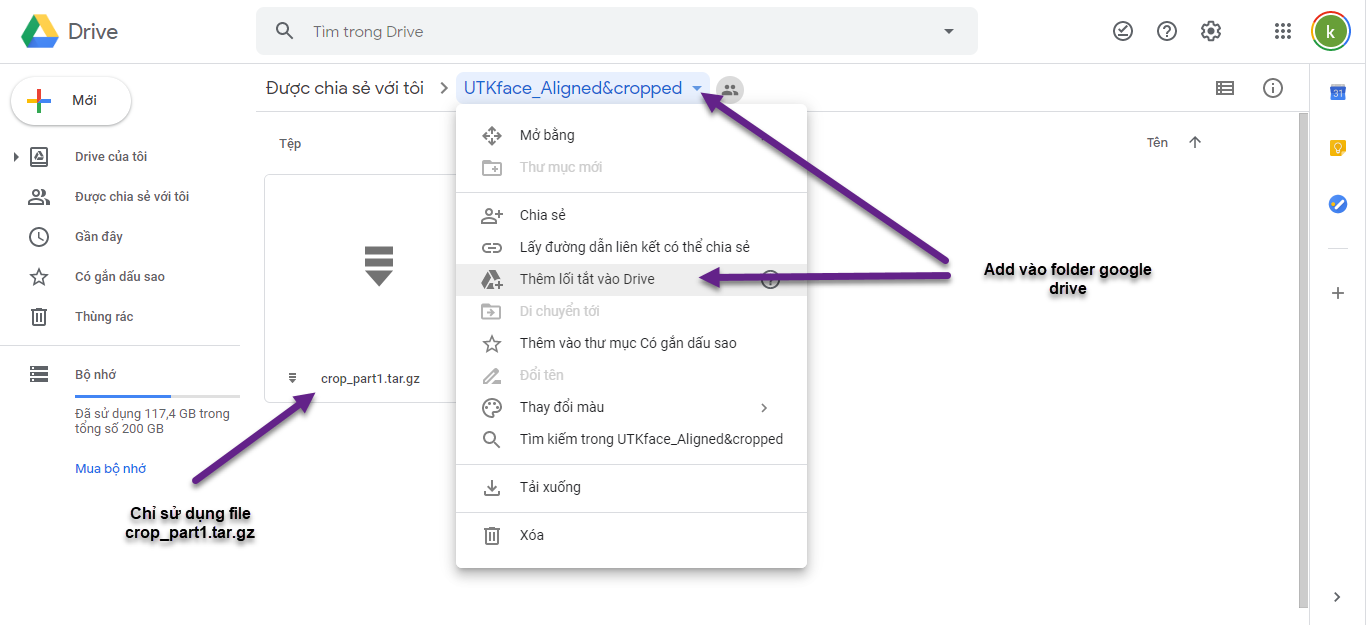 Drive
Tìm trong Drive
k
Mới
Được chia sẻ với tôi
UTKface_Aligned&cropped
31
Drive của tôi
Được chia sẻ với tôi
Gần đây
Có gắn dấu sao
Thùng rác
Bộ nhớ
Đã sử dụng 117,4 GB trong
tổng số 200 GB
Mua bộ nhớ
Tệp
Tên
crop_part1.tar.gz
Mở bằng
Thư mục mới
Chia sẻ
Lấy đường dẫn liên kết có thể chia sẻ
Thêm lối tắt vào Drive
Di chuyển tới
Thêm vào thư mục Có gắn dấu sao
Đổi tên
Thay đổi màu
Tìm kiếm trong UTKface_Aligned&cropped
Tải xuống
Xóa
Add vào folder google
drive
Chỉ sử dụng file
crop_part1.tar.gz